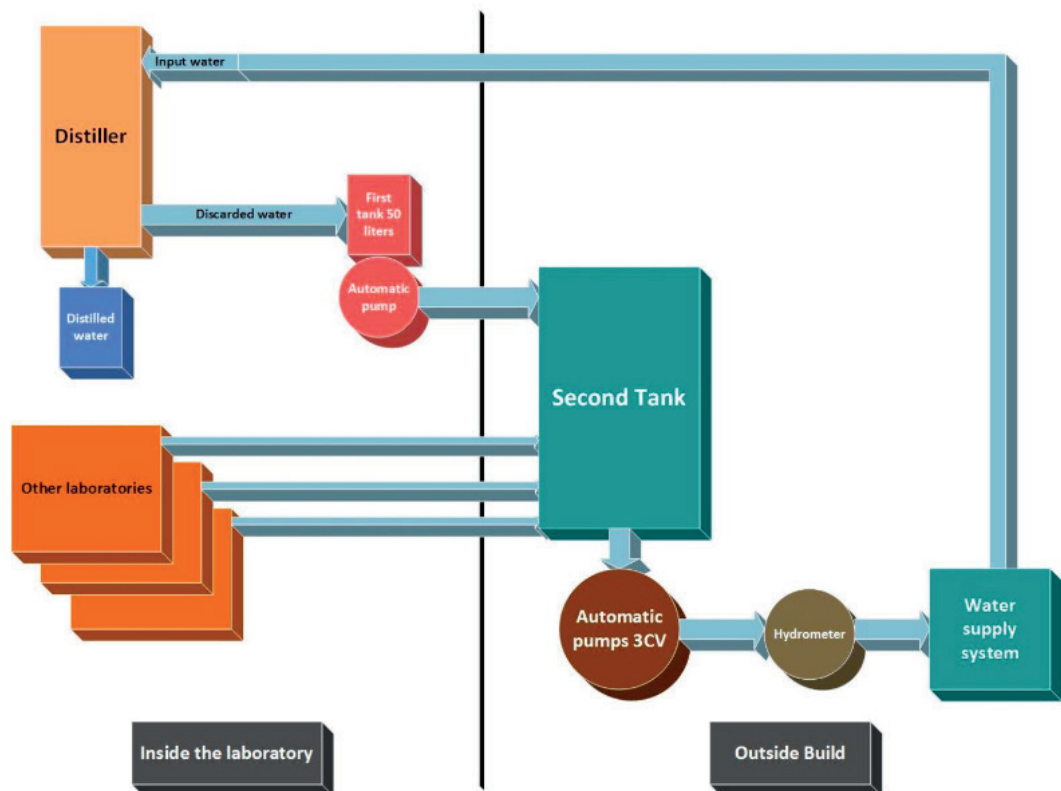 Input water
Distiller
Discarded water
First
tank 50
liters
Automatic
pump
Distilled
water
Second Tank
Other laboratories
Automatic
pumps 3CV
Hydrometer
Water
supply
system
Inside the laboratory
Outside Build